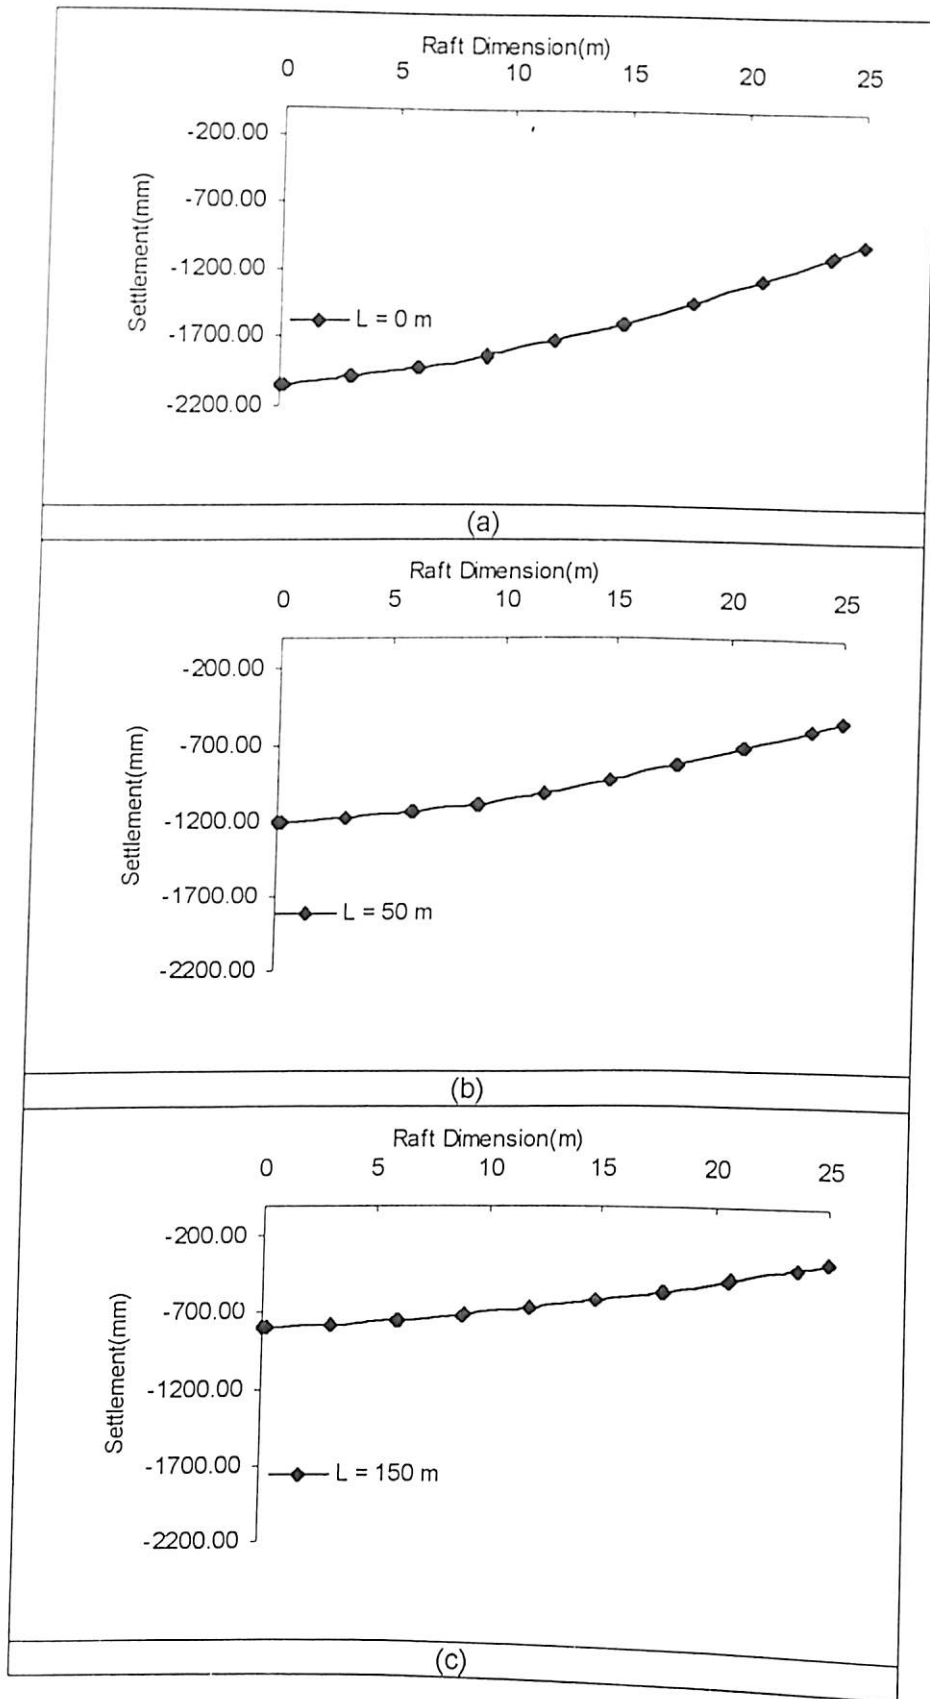 Raft Dimension(m)
0 5 10 15 20 25
-200.00
-700.00
-1200.00
-1700.00
-2200.00
Settlement(mm)
L = 0 m
(a)
Raft Dimension(m)
0 5 10 15 20 25
-200.00
-700.00
-1200.00
-1700.00
-2200.00
Settlement(mm)
L = 50 m
(b)
Raft Dimension(m)
0 5 10 15 20 25
-200.00
-700.00
-1200.00
-1700.00
-2200.00
Settlement(mm)
L = 150 m
(c)